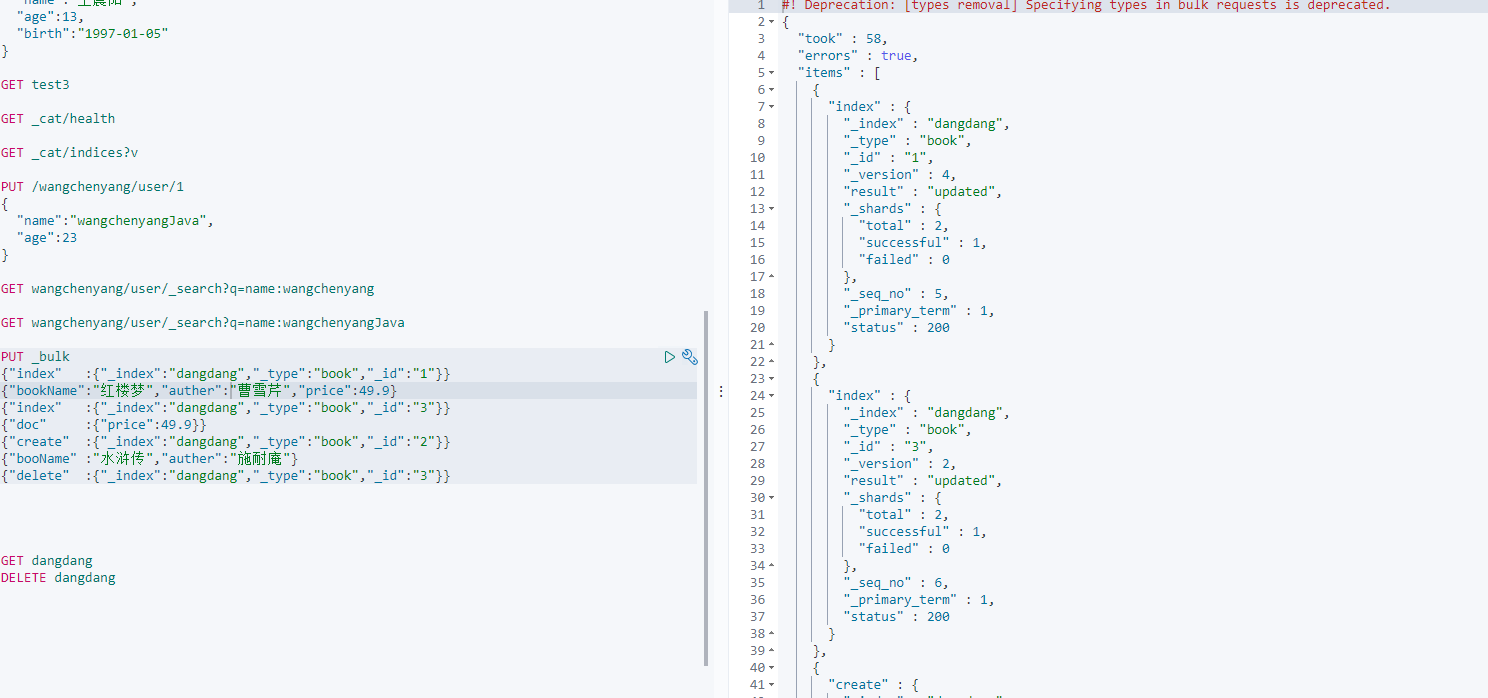 "name":"王晨阳",
"age":13,
"birth":"1997-01-05"
}
GET test3
GET _cat/health
GET _cat/indices?v
PUT /wangchenyang/user/1
{
"name":"wangchenyangJava",
"age":23
}
GET wangchenyang/user/_search?q=name:wangchenyang
GET wangchenyang/user/_search?q=name:wangchenyangJava
PUT _bulk
{"index"   :{"_index":"dangdang","_type":"book","_id":"1"}}
{"bookName":"红楼梦","auther":"曹雪芹","price":49.9}
{"index"   :{"_index":"dangdang","_type":"book","_id":"3"}}
{"doc"     :{"price":49.9}}
{"create"  :{"_index":"dangdang","_type":"book","_id":"2"}}
{"booName" :"水浒传","auther":"施耐庵"}
{"delete"  :{"_index":"dangdang","_type":"book","_id":"3"}}
GET dangdang
DELETE dangdang
1 #! Deprecation: [types removal] Specifying types in bulk requests is deprecated.
2 {
3 "took" : 58,
4 "errors" : true,
5 "items" : [
6 {
7 "index" : {
8 "_index" : "dangdang",
9 "_type" : "book",
10 "_id" : "1",
11 "_version" : 4,
12 "result" : "updated",
13 "_shards" : {
14 "total" : 2,
15 "successful" : 1,
16 "failed" : 0
17 },
18 "_seq_no" : 5,
19 "_primary_term" : 1,
20 "status" : 200
21 }
22 },
23 {
24 "index" : {
25 "_index" : "dangdang",
26 "_type" : "book",
27 "_id" : "3",
28 "_version" : 2,
29 "result" : "updated",
30 "_shards" : {
31 "total" : 2,
32 "successful" : 1,
33 "failed" : 0
34 },
35 "_seq_no" : 6,
36 "_primary_term" : 1,
37 "status" : 200
38 }
39 },
40 {
41 "create" : {